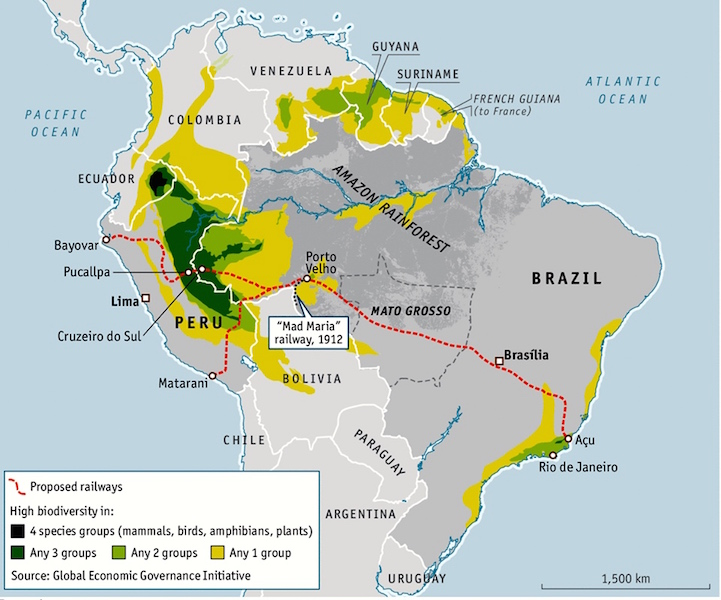 GUYANA
VENEZUELA
SURINAME
ATLANTIC
OCEAN
FRENCH GUIANA
(to France)
PACIFIC
OCEAN
COLOMBIA
ECUADOR
AMAZON RAINFOREST
Bayovar
Porto
Velho
Pucallpa
BRAZIL
Lima
MATO GROSSO
PERU
"Mad Maria"
railway, 1912
Cruzeiro do Sul
Brasília
Matarani
BOLIVIA
CHILE
PARAGUAY
Açu
Rio de Janeiro
ARGENTINA
URUGUAY
1,500 km
Proposed railways
High biodiversity in:
4 species groups (mammals, birds, amphibians, plants)
Any 3 groups Any 2 groups Any 1 group
Source: Global Economic Governance Initiative